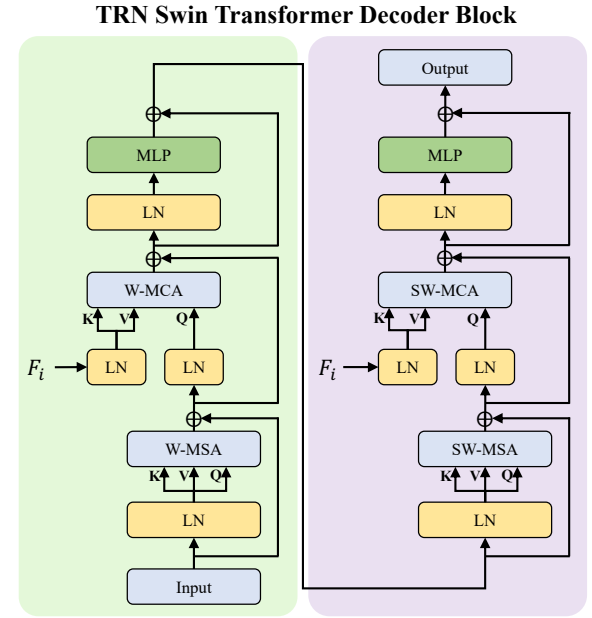 TRN Swin Transformer Decoder Block
MLP
LN
W-MCA
K
V
Q
F_i
LN
LN
W-MSA
K
V
Q
LN
Input
Output
MLP
LN
SW-MCA
K
V
Q
F_i
LN
LN
SW-MSA
K
V
Q
LN